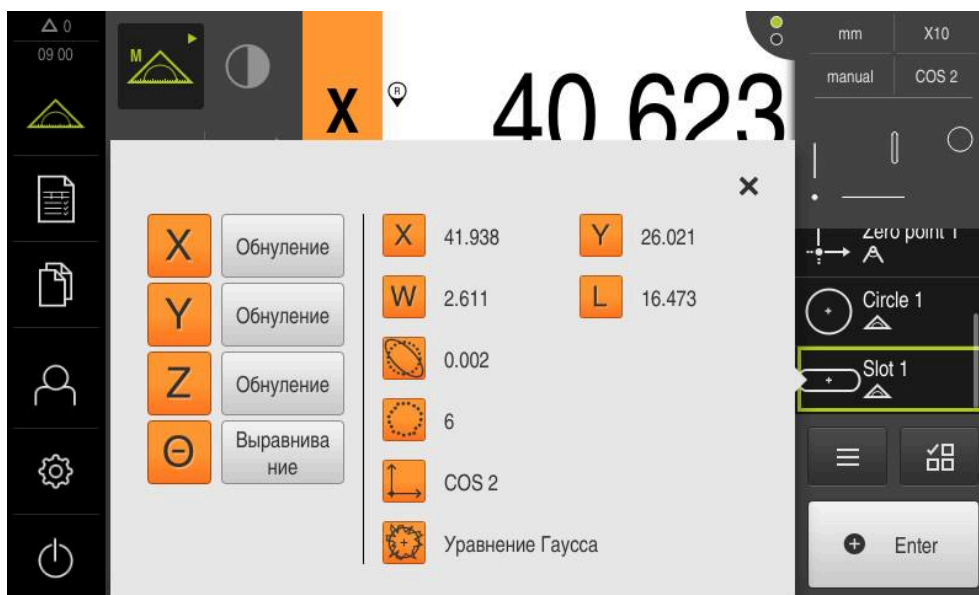 0
09 00
M
X
R
40 623
mm X10
manual COS 2
X Обнуление
Y Обнуление
Z Обнуление
Θ Выравнива
ние
X 41.938 Y 26.021
W 2.611 L 16.473
0.002
6
COS 2
Уравнение Гаусса
Zero point 1
Circle 1
Slot 1
Enter